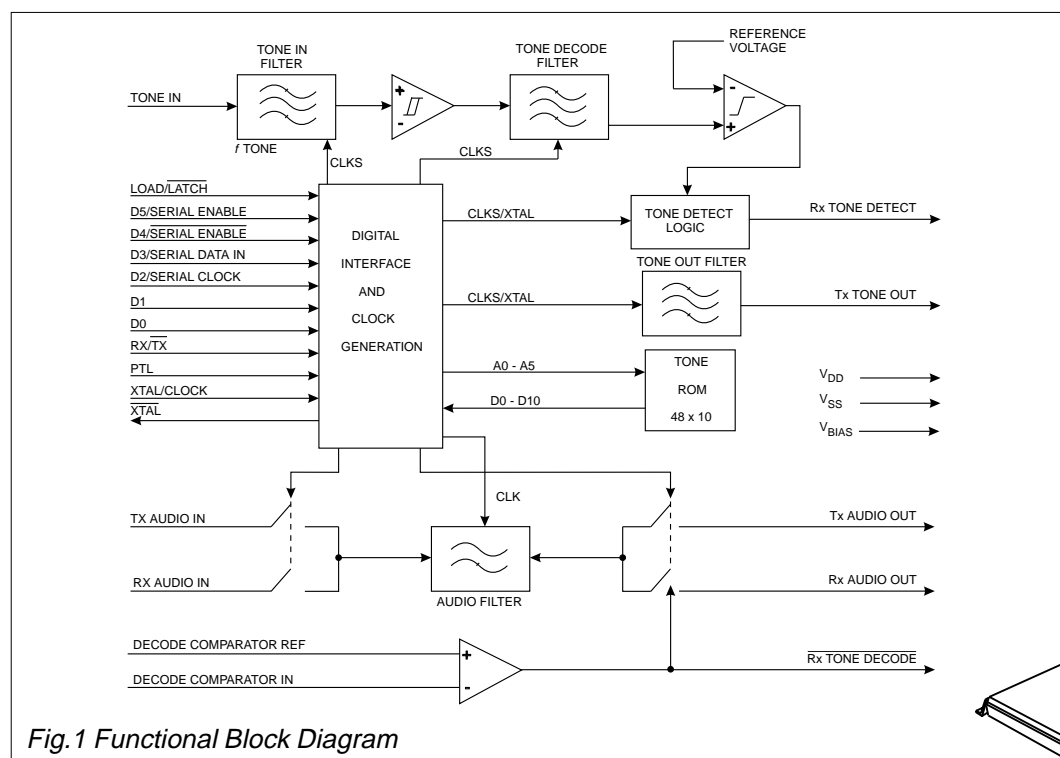 REFERENCE
VOLTAGE
TONE IN
FILTER
TONE DECODE
FILTER
-
+
+
-
TONE IN
f TONE
CLKS
CLKS
LOAD/LATCH
D5/SERIAL ENABLE
D4/SERIAL ENABLE
D3/SERIAL DATA IN
D2/SERIAL CLOCK
D1
D0
RX/TX
PTL
XTAL/CLOCK
XTAL
DIGITAL
INTERFACE
AND
CLOCK
GENERATION
CLKS/XTAL
TONE DETECT
LOGIC
Rx TONE DETECT
TONE OUT FILTER
CLKS/XTAL
Tx TONE OUT
A0 - A5
D0 - D10
TONE
ROM
48 x 10
VDD
VSS
VBIAS
CLK
TX AUDIO IN
Tx AUDIO OUT
RX AUDIO IN
Rx AUDIO OUT
AUDIO FILTER
DECODE COMPARATOR REF
+
Rx TONE DECODE
DECODE COMPARATOR IN
-
Fig.1 Functional Block Diagram